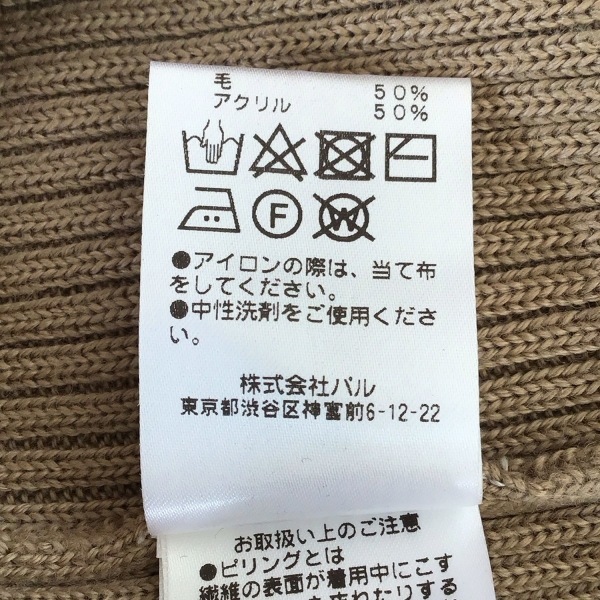 毛 50%
アクリル 50%
F
W
●アイロンの際は、当て布
をしてください。
●中性洗剤をご使用くださ
い。
株式会社パル
東京都渋谷区神宮前6-12-22
お取扱い上のご注意
●ピリングとは
繊維の表面が着用中にこす